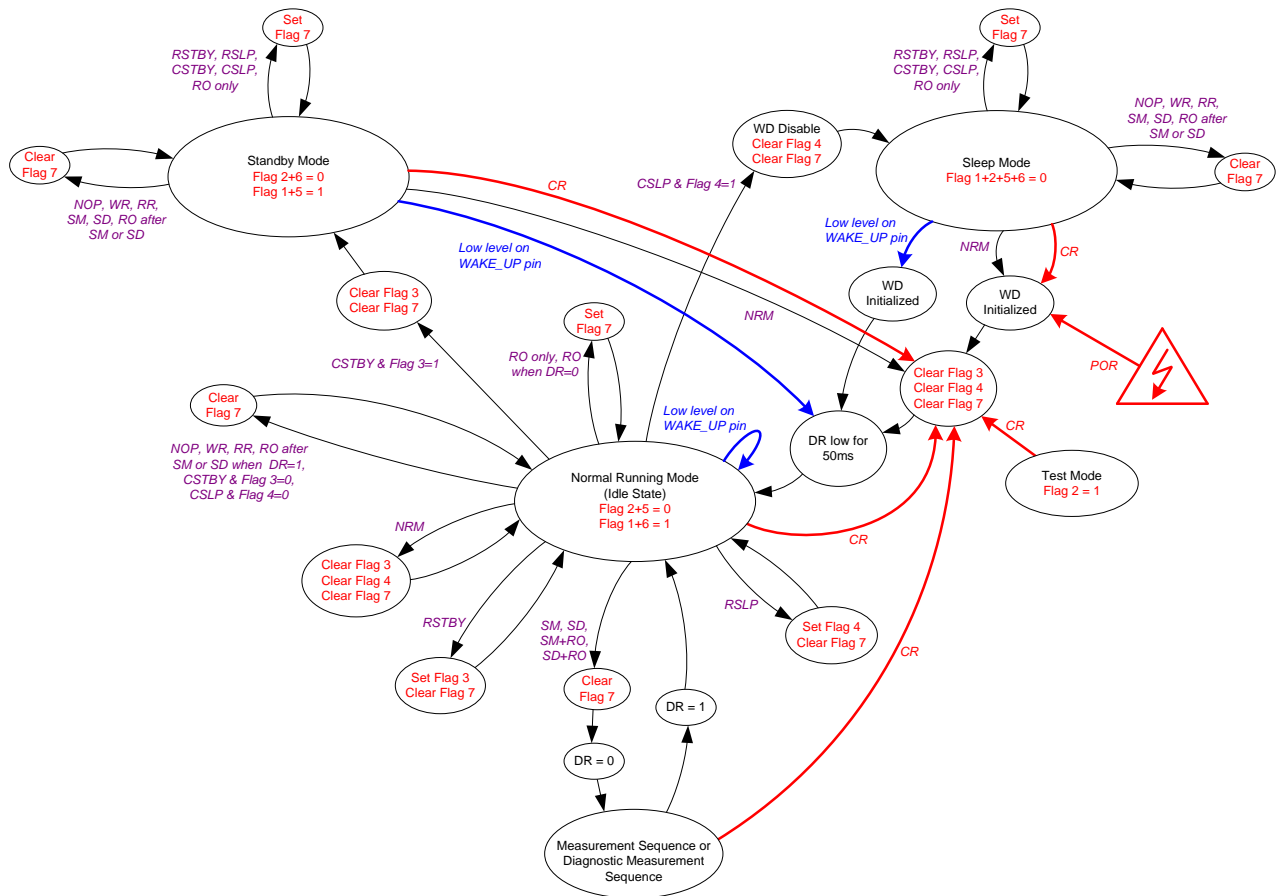 Set
Flag 7
RSTBY, RSLP,
CSTBY, CSLP,
RO only
Clear
Flag 7
Standby Mode
Flag 2+6 = 0
Flag 1+5 = 1
NOP, WR, RR,
SM, SD, RO after
SM or SD
Set
Flag 7
RSTBY, RSLP,
CSTBY, CSLP,
RO only
WD Disable
Clear Flag 4
Clear Flag 7
Sleep Mode
Flag 1+2+5+6 = 0
NOP, WR, RR,
SM, SD, RO after
SM or SD
Clear
Flag 7
CR
CSLP & Flag 4=1
Low level on
WAKE_UP pin
Low level on
WAKE_UP pin
NRM
CR
WD
Initialized
WD
Initialized
Clear Flag 3
Clear Flag 7
Set
Flag 7
NRM
POR
CSTBY & Flag 3=1
RO only, RO
when DR=0
Clear Flag 3
Clear Flag 4
Clear Flag 7
Clear
Flag 7
Low level on
WAKE_UP pin
DR low for
50ms
CR
NOP, WR, RR, RO after
SM or SD when DR=1,
CSTBY & Flag 3=0,
CSLP & Flag 4=0
Normal Running Mode
(Idle State)
Flag 2+5 = 0
Flag 1+6 = 1
Test Mode
Flag 2 = 1
NRM
CR
Clear Flag 3
Clear Flag 4
Clear Flag 7
RSTBY
SM, SD,
SM+RO,
SD+RO
RSLP
Set Flag 4
Clear Flag 7
CR
Set Flag 3
Clear Flag 7
Clear
Flag 7
DR = 1
DR = 0
Measurement Sequence or
Diagnostic Measurement
Sequence